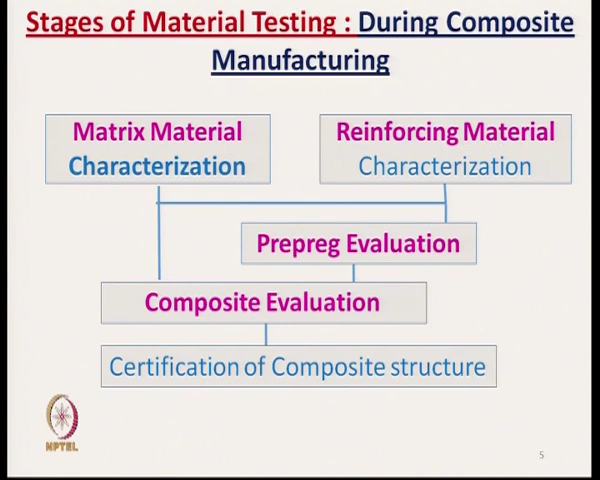 Stages of Material Testing : During Composite
Manufacturing
Matrix Material
Characterization
Reinforcing Material
Characterization
Prepreg Evaluation
Composite Evaluation
Certification of Composite structure
NPTEL
5